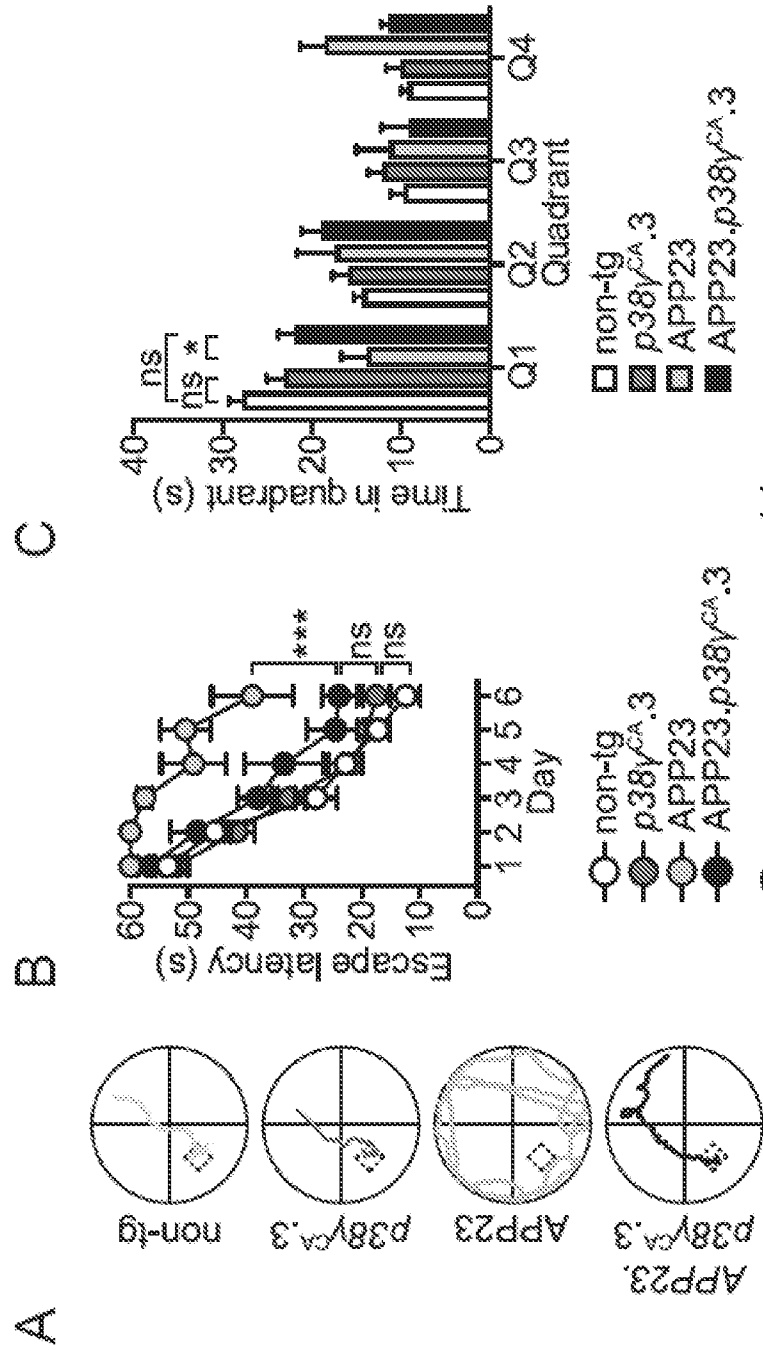 A
non-tg
p38γCA.3
APP23
APP23.
p38γCA.3
B
Escape latency (s)
60
50
40
30
20
10
0
1 2 3 4 5 6
Day
***
ns
ns
non-tg
p38γCA.3
APP23
APP23.p38γCA.3
C
Time in quadrant (s)
40
30
20
10
0
ns
ns *
Q1 Q2 Q3 Q4
Quadrant
non-tg
p38γCA.3
APP23
APP23.p38γCA.3